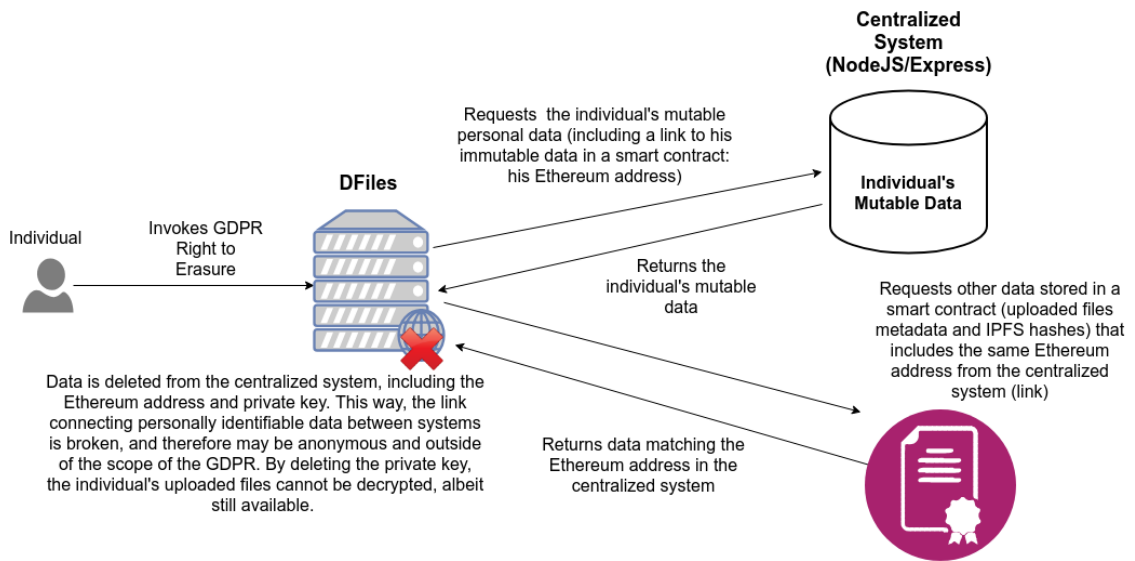 Centralized
System
(NodeJS/Express)
Requests  the individual's mutable
personal data (including a link to his
immutable data in a smart contract:
his Ethereum address)
Individual's
Mutable Data
DFiles
Individual
Invokes GDPR
Right to
Erasure
Returns the
individual's mutable
data
Requests other data stored in a
smart contract (uploaded files
metadata and IPFS hashes) that
includes the same Ethereum
address from the centralized
system (link)
Data is deleted from the centralized system, including the
Ethereum address and private key. This way, the link
connecting personally identifiable data between systems
is broken, and therefore may be anonymous and outside
of the scope of the GDPR. By deleting the private key,
the individual's uploaded files cannot be decrypted, albeit
still available.
Returns data matching the
Ethereum address in the
centralized system